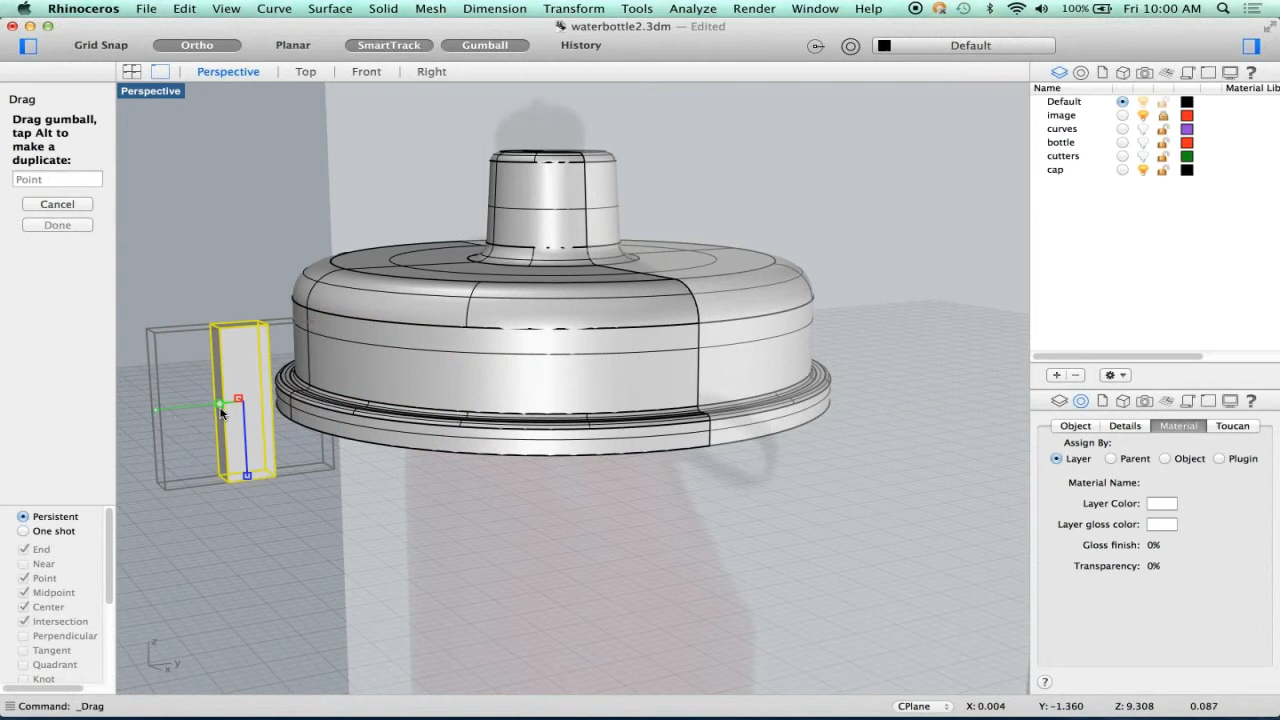 Rhinoceros File Edit View Curve Surface Solids Mesh Dimension Transform Tools Analyze Render Window Help 100% Fri 10:00 AM
waterbottle2.3dm — Edited
Grid Snap Ortho Planar SmartTrack Gumball History Default
Perspective Top Front Right
Perspective
Drag
Drag gumball,
tap Alt to
make a
duplicate:
Point
Cancel
Done
Persistent
One shot
End
Near
Point
Midpoint
Center
Intersection
Perpendicular
Tangent
Quadrant
Knot
z
y
x
Name Material Lib
Default
image
curves
bottle
cutters
cap
Object Details Material Toucan
Assign By:
Layer Parent Object Plugin
Material Name:
Layer Color:
Layer gloss color:
Gloss finish: 0%
Transparency: 0%
?
Command: _Drag CPlane X: 0.004 Y: -1.360 Z: 9.308 0.087